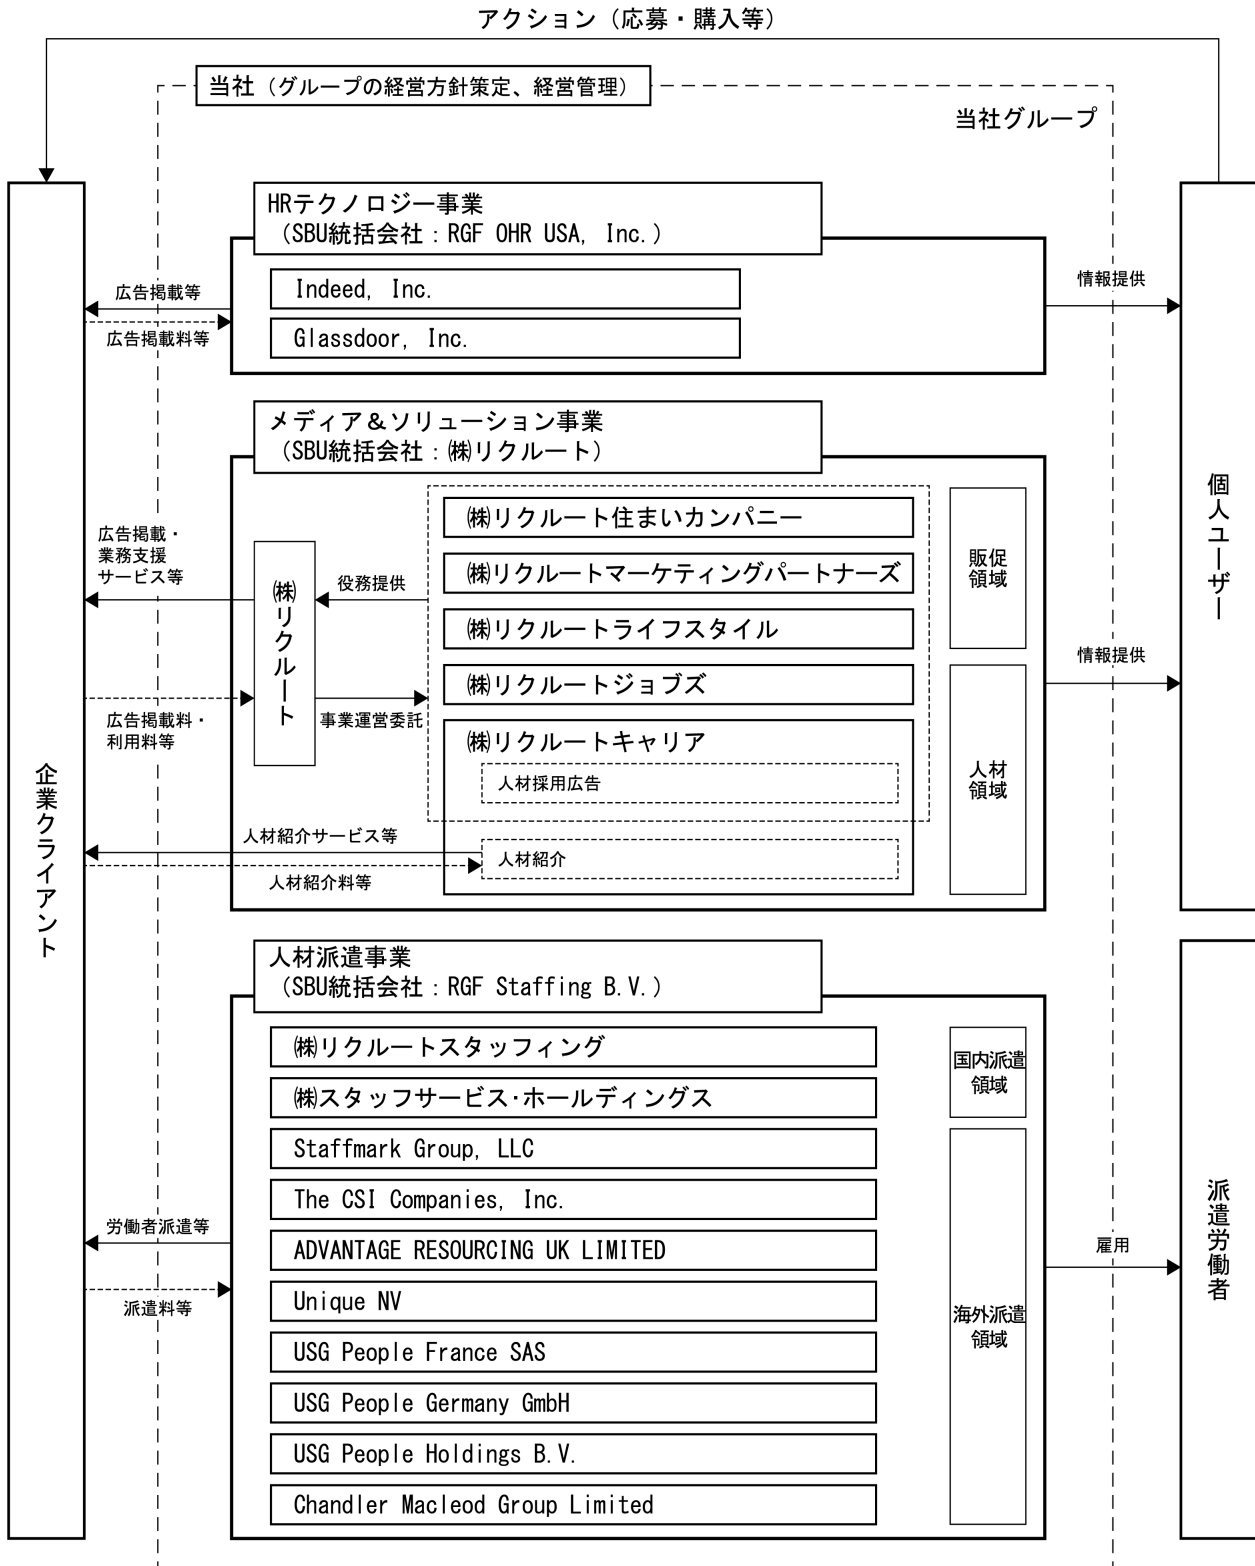 アクション（応募・購入等）
当社（グループの経営方針策定、経営管理）
当社グループ
HRテクノロジー事業
（SBU統括会社：RGF OHR USA, Inc.）
Indeed, Inc.
Glassdoor, Inc.
広告掲載等
広告掲載料等
情報提供
メディア＆ソリューション事業
（SBU統括会社：㈱リクルート）
㈱リクルート住まいカンパニー
㈱リクルートマーケティングパートナーズ
㈱リクルートライフスタイル
㈱リクルートジョブズ
㈱リクルートキャリア
人材採用広告
人材紹介
販促
領域
人材
領域
広告掲載・
業務支援
サービス等
㈱リクルート
役務提供
事業運営委託
広告掲載料・
利用料等
人材紹介サービス等
人材紹介料等
情報提供
企業クライアント
個人ユーザー
人材派遣事業
（SBU統括会社：RGF Staffing B.V.）
㈱リクルートスタッフィング
㈱スタッフサービス・ホールディングス
Staffmark Group, LLC
The CSI Companies, Inc.
ADVANTAGE RESOURCING UK LIMITED
Unique NV
USG People France SAS
USG People Germany GmbH
USG People Holdings B.V.
Chandler Macleod Group Limited
国内派遣
領域
海外派遣
領域
労働者派遣等
派遣料等
雇用
派遣労働者